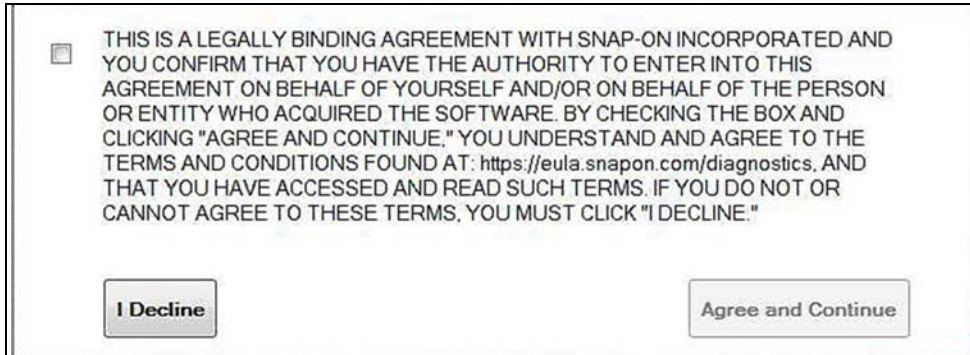 THIS IS A LEGALLY BINDING AGREEMENT WITH SNAP-ON INCORPORATED AND
YOU CONFIRM THAT YOU HAVE THE AUTHORITY TO ENTER INTO THIS
AGREEMENT ON BEHALF OF YOURSELF AND/OR ON BEHALF OF THE PERSON
OR ENTITY WHO ACQUIRED THE SOFTWARE. BY CHECKING THE BOX AND
CLICKING "AGREE AND CONTINUE," YOU UNDERSTAND AND AGREE TO THE
TERMS AND CONDITIONS FOUND AT: https://eula.snapon.com/diagnostics, AND
THAT YOU HAVE ACCESSED AND READ SUCH TERMS. IF YOU DO NOT OR
CANNOT AGREE TO THESE TERMS, YOU MUST CLICK "I DECLINE."
I Decline
Agree and Continue